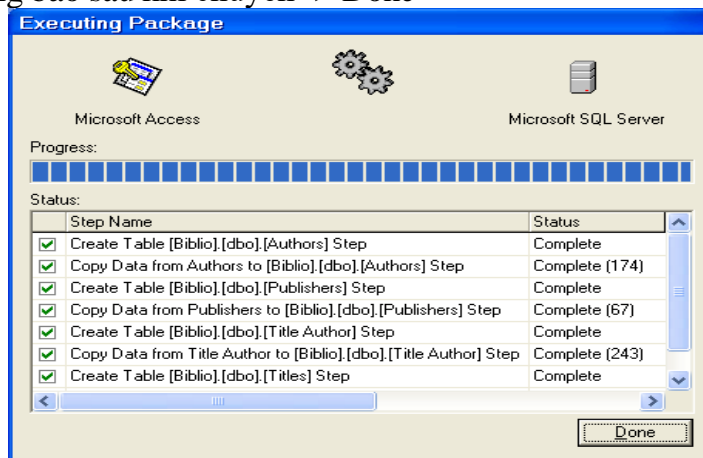 Executing Package
Microsoft Access Microsoft SQL Server
Progress:
Status:
Step Name Status
Create Table [Biblio].[dbo].[Authors] Step Complete
Copy Data from Authors to [Biblio].[dbo].[Authors] Step Complete (174)
Create Table [Biblio].[dbo].[Publishers] Step Complete
Copy Data from Publishers to [Biblio].[dbo].[Publishers] Step Complete (67)
Create Table [Biblio].[dbo].[Title Author] Step Complete
Copy Data from Title Author to [Biblio].[dbo].[Title Author] Step Complete (243)
Create Table [Biblio].[dbo].[Titles] Step Complete
Done